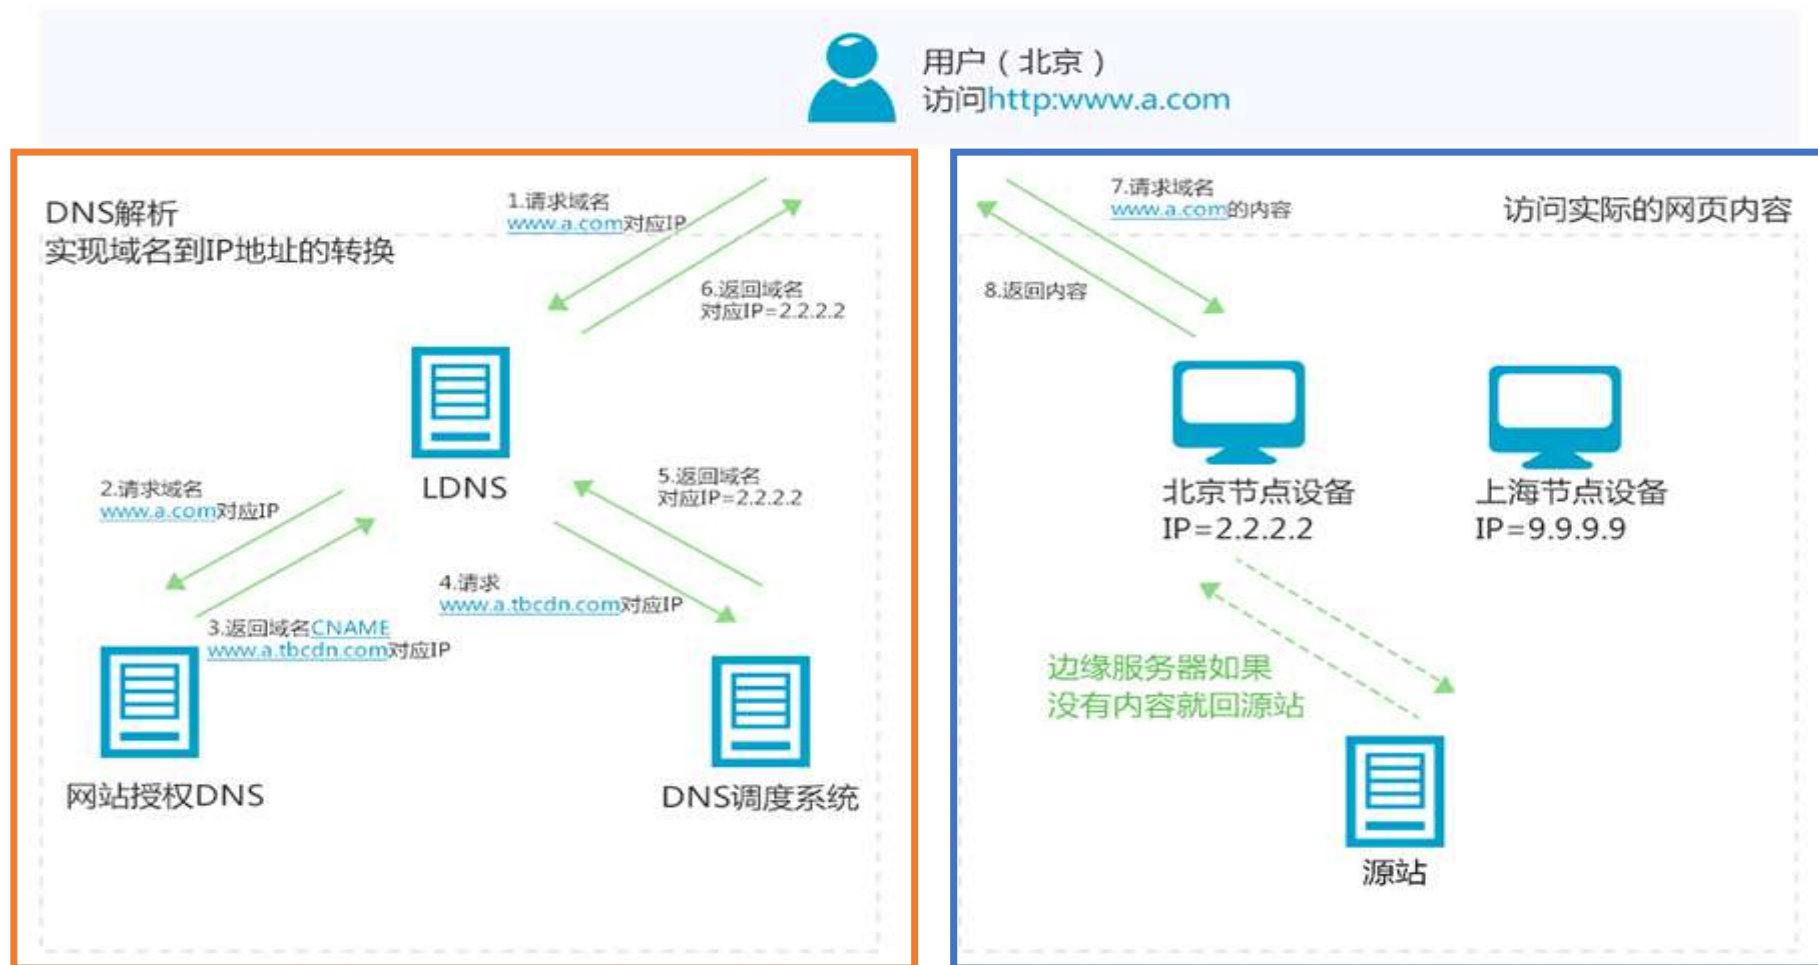 用户（北京）
访问http:www.a.com
DNS解析
实现域名到IP地址的转换
1.请求域名
www.a.com对应IP
6.返回域名
对应IP=2.2.2.2
LDNS
2.请求域名
www.a.com对应IP
5.返回域名
对应IP=2.2.2.2
4.请求
www.a.tbcdn.com对应IP
3.返回域名CNAME
www.a.tbcdn.com对应IP
网站授权DNS
DNS调度系统
7.请求域名
www.a.com的内容
访问实际的网页内容
8.返回内容
北京节点设备
IP=2.2.2.2
上海节点设备
IP=9.9.9.9
边缘服务器如果
没有内容就回源站
源站